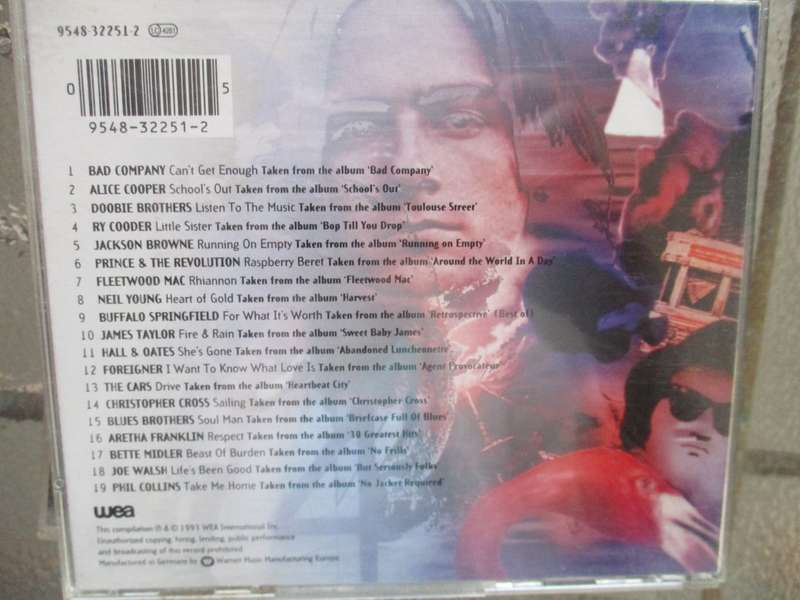 9548-32251-2 LC 4281
0 5
9548-32251-2
1 BAD COMPANY Can't Get Enough Taken from the album 'Bad Company'
2 ALICE COOPER School's Out Taken from the album 'School's Out'
3 DOOBIE BROTHERS Listen To The Music Taken from the album 'Toulouse Street'
4 RY COODER Little Sister Taken from the album 'Bop Till You Drop'
5 JACKSON BROWNE Running On Empty Taken from the album 'Running on Empty'
6 PRINCE & THE REVOLUTION Raspberry Beret Taken from the album 'Around the World In A Day'
7 FLEETWOOD MAC Rhiannon Taken from the album 'Fleetwood Mac'
8 NEIL YOUNG Heart of Gold Taken from the album 'Harvest'
9 BUFFALO SPRINGFIELD For What It's Worth Taken from the album 'Retrospective' (Best of)
10 JAMES TAYLOR Fire & Rain Taken from the album 'Sweet Baby James'
11 HALL & OATES She's Gone Taken from the album 'Abandoned Luncheonette'
12 FOREIGNER I Want To Know What Love Is Taken from the album 'Agent Provocateur'
13 THE CARS Drive Taken from the album 'Heartbeat City'
14 CHRISTOPHER CROSS Sailing Taken from the album 'Christopher Cross'
15 BLUES BROTHERS Soul Man Taken from the album 'Briefcase Full Of Blues'
16 ARETHA FRANKLIN Respect Taken from the album '30 Greatest Hits'
17 BETTE MIDLER Beast Of Burden Taken from the album 'No Frills'
18 JOE WALSH Life's Been Good Taken from the album 'But Seriously Folks'
19 PHIL COLLINS Take Me Home Taken from the album 'No Jacket Required'
wea
This compilation ℗ & © 1993 WEA International Inc.
Unauthorized copying, hiring, lending, public performance
and broadcasting of this record prohibited
Manufactured in Germany by Warner Music Manufacturing Europe